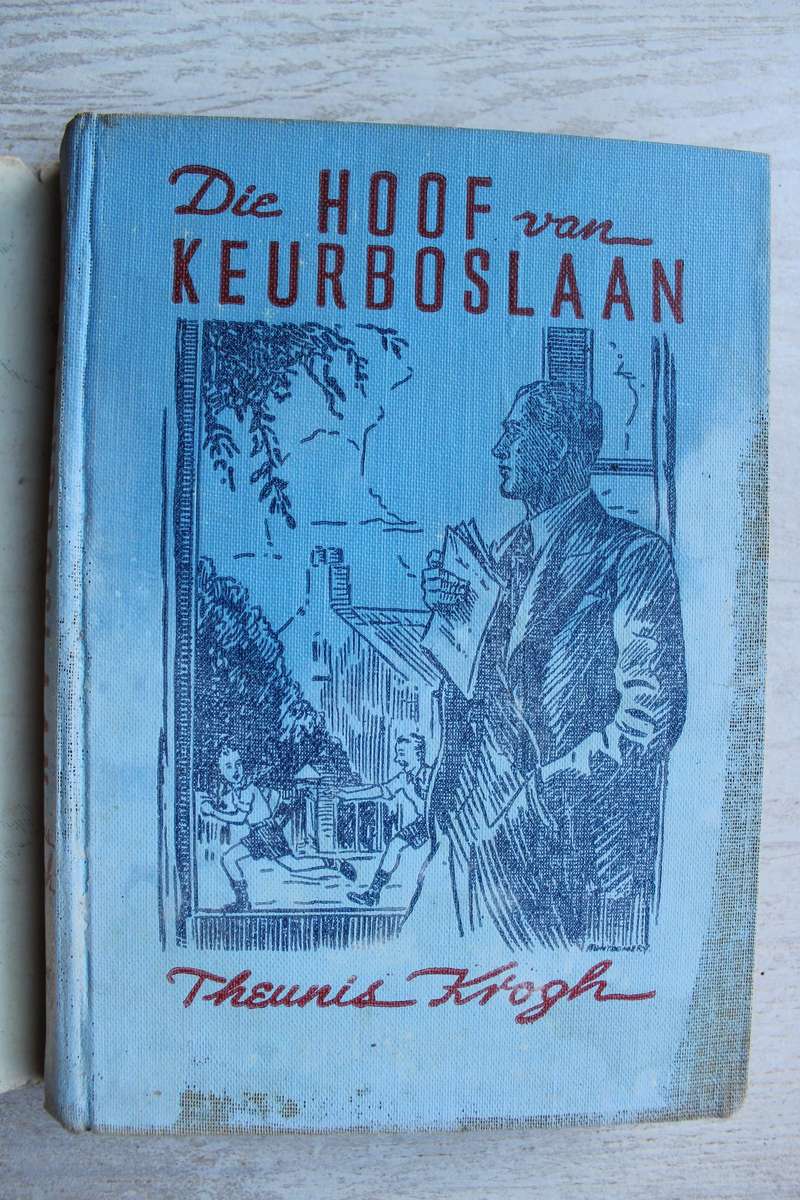 Die HOOF van
KEURBOSLAAN
Theunis Krogh